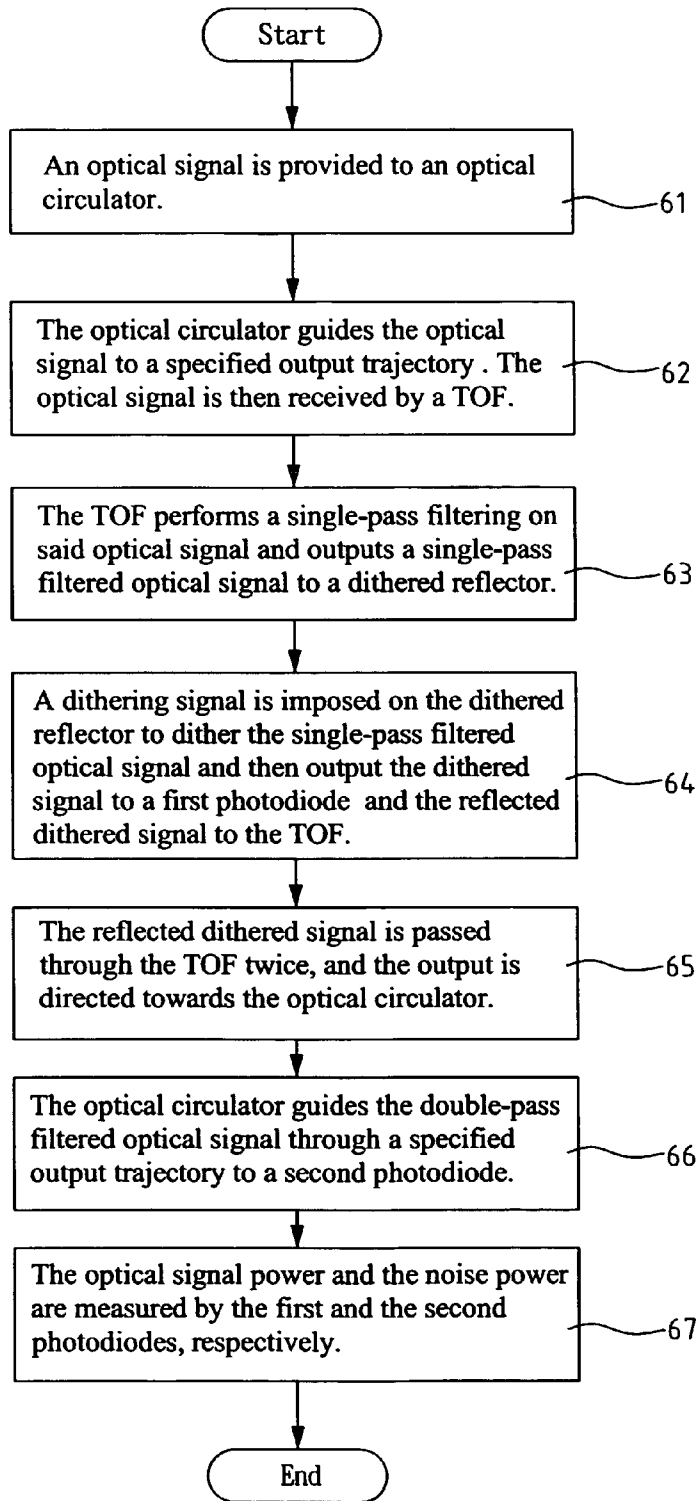 Start
An optical signal is provided to an optical
circulator.
61
The optical circulator guides the optical
signal to a specified output trajectory . The
optical signal is then received by a TOF.
62
The TOF performs a single-pass filtering on
said optical signal and outputs a single-pass
filtered optical signal to a dithered reflector.
63
A dithering signal is imposed on the dithered
reflector to dither the single-pass filtered
optical signal and then output the dithered
signal to a first photodiode and the reflected
dithered signal to the TOF.
64
The reflected dithered signal is passed
through the TOF twice, and the output is
directed towards the optical circulator.
65
The optical circulator guides the double-pass
filtered optical signal through a specified
output trajectory to a second photodiode.
66
The optical signal power and the noise power
are measured by the first and the second
photodiodes, respectively.
67
End